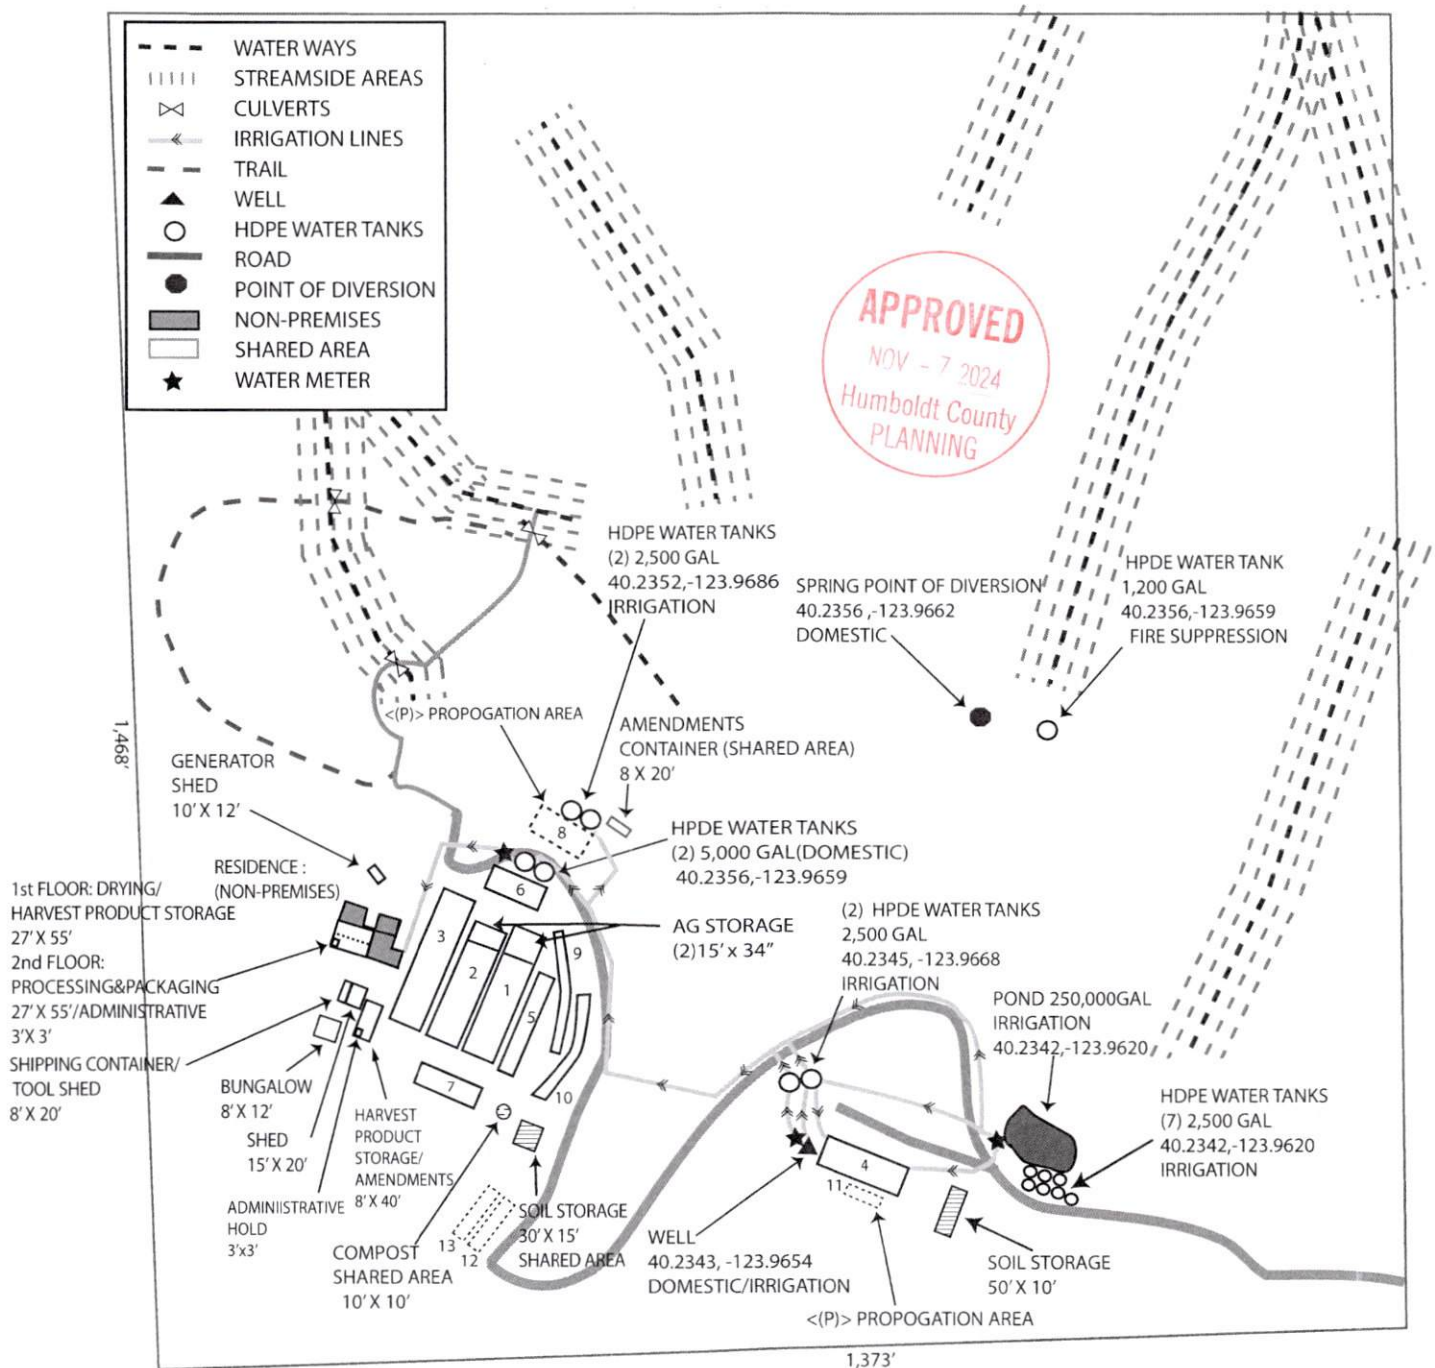 WATER WAYS
STREAMSIDE AREAS
CULVERTS
IRRIGATION LINES
TRAIL
WELL
HDPE WATER TANKS
ROAD
POINT OF DIVERSION
NON-PREMISES
SHARED AREA
WATER METER
APPROVED
NOV - 7 2024
Humboldt County
PLANNING
HDPE WATER TANKS
(2) 2,500 GAL
40.2352,-123.9686
IRRIGATION
SPRING POINT OF DIVERSION
40.2356 ,-123.9662
DOMESTIC
HPDE WATER TANK
1,200 GAL
40.2356,-123.9659
FIRE SUPPRESSION
<(P)> PROPOGATION AREA
AMENDMENTS
CONTAINER (SHARED AREA)
8 X 20'
1,468'
GENERATOR
SHED
10' X 12'
HPDE WATER TANKS
(2) 5,000 GAL(DOMESTIC)
40.2356,-123.9659
RESIDENCE :
(NON-PREMISES)
1st FLOOR: DRYING/
HARVEST PRODUCT STORAGE
27' X 55'
2nd FLOOR:
PROCESSING&PACKAGING
27' X 55'/ADMINISTRATIVE
3'X 3'
SHIPPING CONTAINER/
TOOL SHED
8' X 20'
8
6
3
2
1
5
9
7
10
AG STORAGE
(2)15' x 34"
(2) HPDE WATER TANKS
2,500 GAL
40.2345, -123.9668
IRRIGATION
POND 250,000GAL
IRRIGATION
40.2342,-123.9620
HDPE WATER TANKS
(7) 2,500 GAL
40.2342,-123.9620
IRRIGATION
BUNGALOW
8' X 12'
SHED
15' X 20'
HARVEST
PRODUCT
STORAGE/
AMENDMENTS
8' X 40'
ADMINIISTRATIVE
HOLD
3'x3'
COMPOST
SHARED AREA
10' X 10'
13
12
SOIL STORAGE
30' X 15'
SHARED AREA
4
11
WELL
40.2343, -123.9654
DOMESTIC/IRRIGATION
SOIL STORAGE
50' X 10'
<(P)> PROPOGATION AREA
1,373'